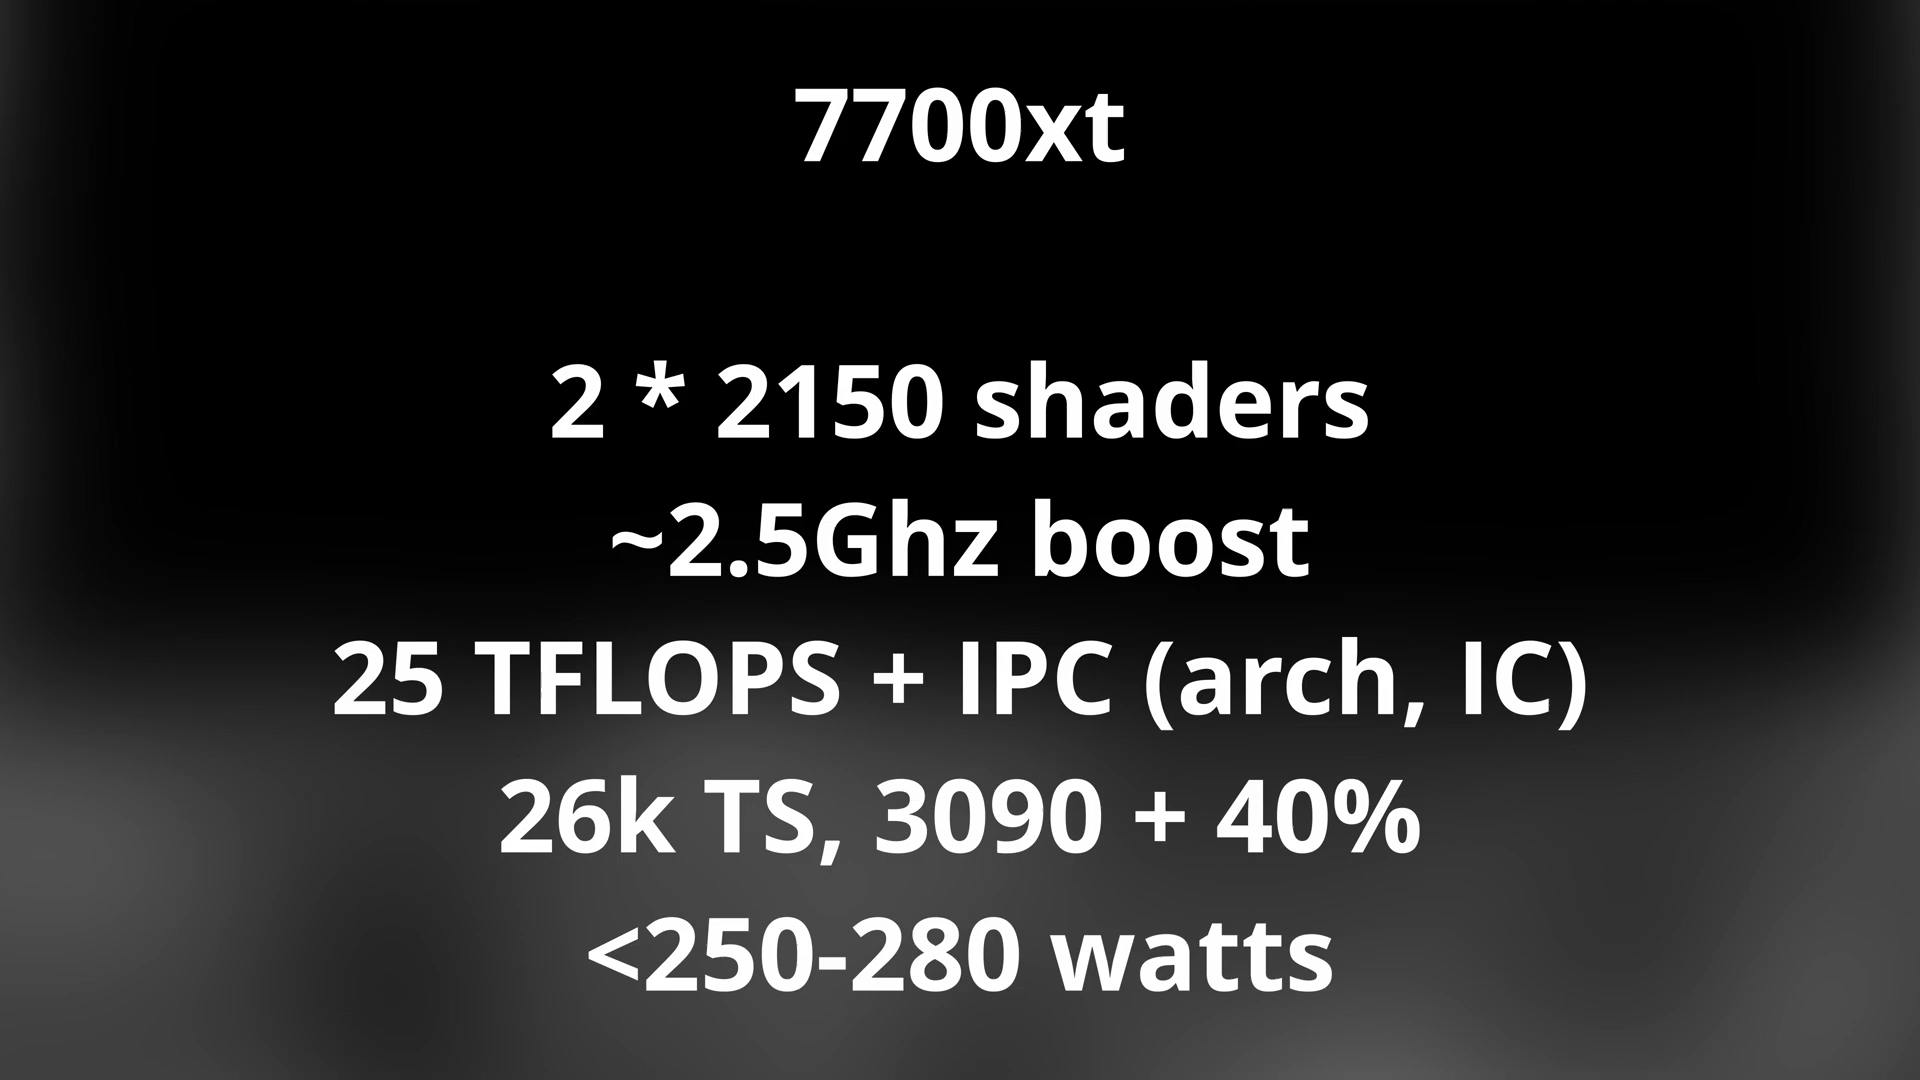 7700xt
2 * 2150 shaders
~2.5Ghz boost
25 TFLOPS + IPC (arch, IC)
26k TS, 3090 + 40%
<250-280 watts